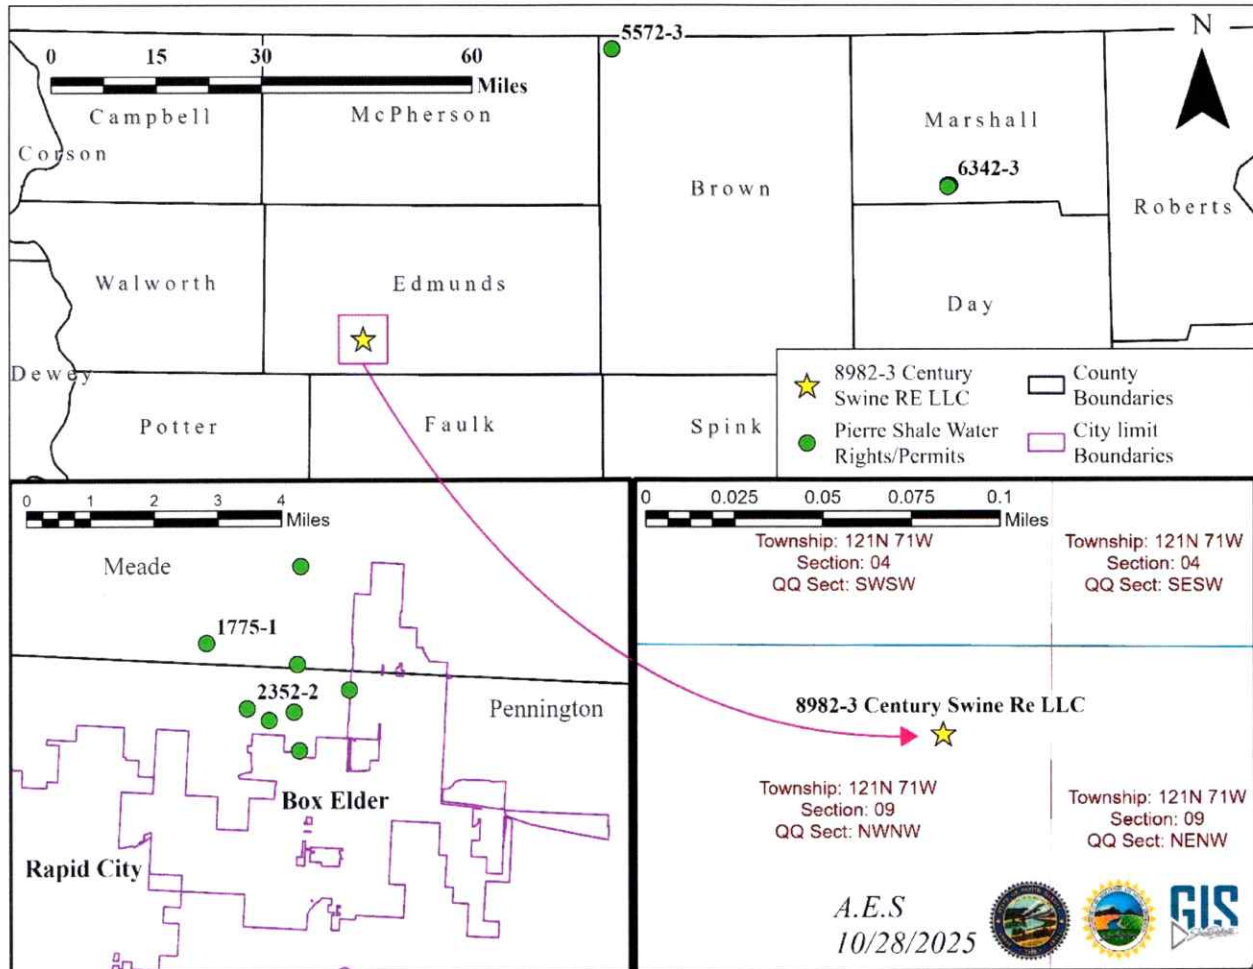 0 15 30 60
Miles
N
5572-3
Campbell
McPherson
Marshall
Corson
6342-3
Brown
Roberts
Walworth
Edmunds
Day
Dewey
Potter
Faulk
Spink
8982-3 Century
Swine RE LLC
County
Boundaries
Pierre Shale Water
Rights/Permits
City limit
Boundaries
0 1 2 3 4
Miles
Meade
1775-1
2352-2
Pennington
Box Elder
Rapid City
0 0.025 0.05 0.075 0.1
Miles
Township: 121N 71W
Section: 04
QQ Sect: SWSW
Township: 121N 71W
Section: 04
QQ Sect: SESW
8982-3 Century Swine Re LLC
Township: 121N 71W
Section: 09
QQ Sect: NWNW
Township: 121N 71W
Section: 09
QQ Sect: NENW
A.E.S
10/28/2025
GIS